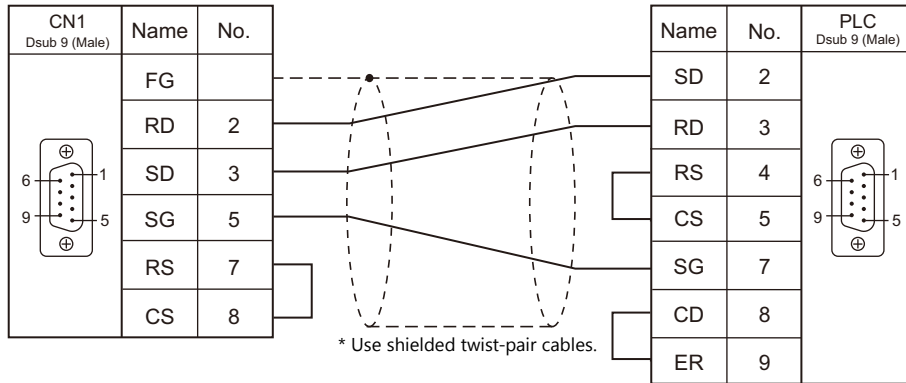 CN1
Dsub 9 (Male)
Name No.
FG
RD 2
SD 3
SG 5
RS 7
CS 8
6 1
9 5
* Use shielded twist-pair cables.
Name No.
PLC
Dsub 9 (Male)
SD 2
RD 3
RS 4
CS 5
SG 7
CD 8
ER 9
6 1
9 5